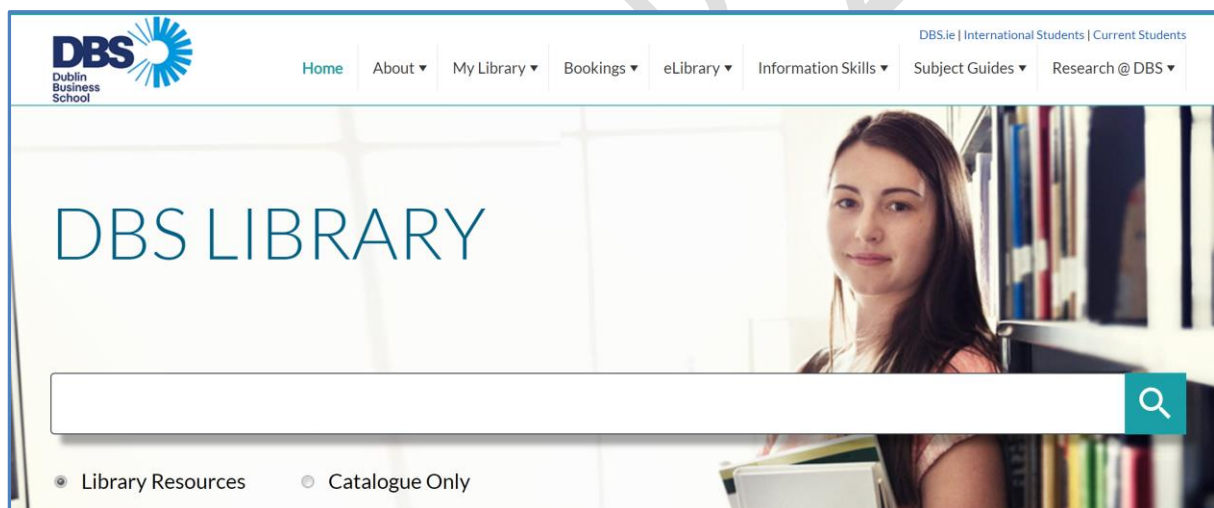 DBS
Dublin
Business
School
DBS.ie | International Students | Current Students
Home About ▾ My Library ▾ Bookings ▾ eLibrary ▾ Information Skills ▾ Subject Guides ▾ Research @ DBS ▾
DBS LIBRARY
Library Resources Catalogue Only